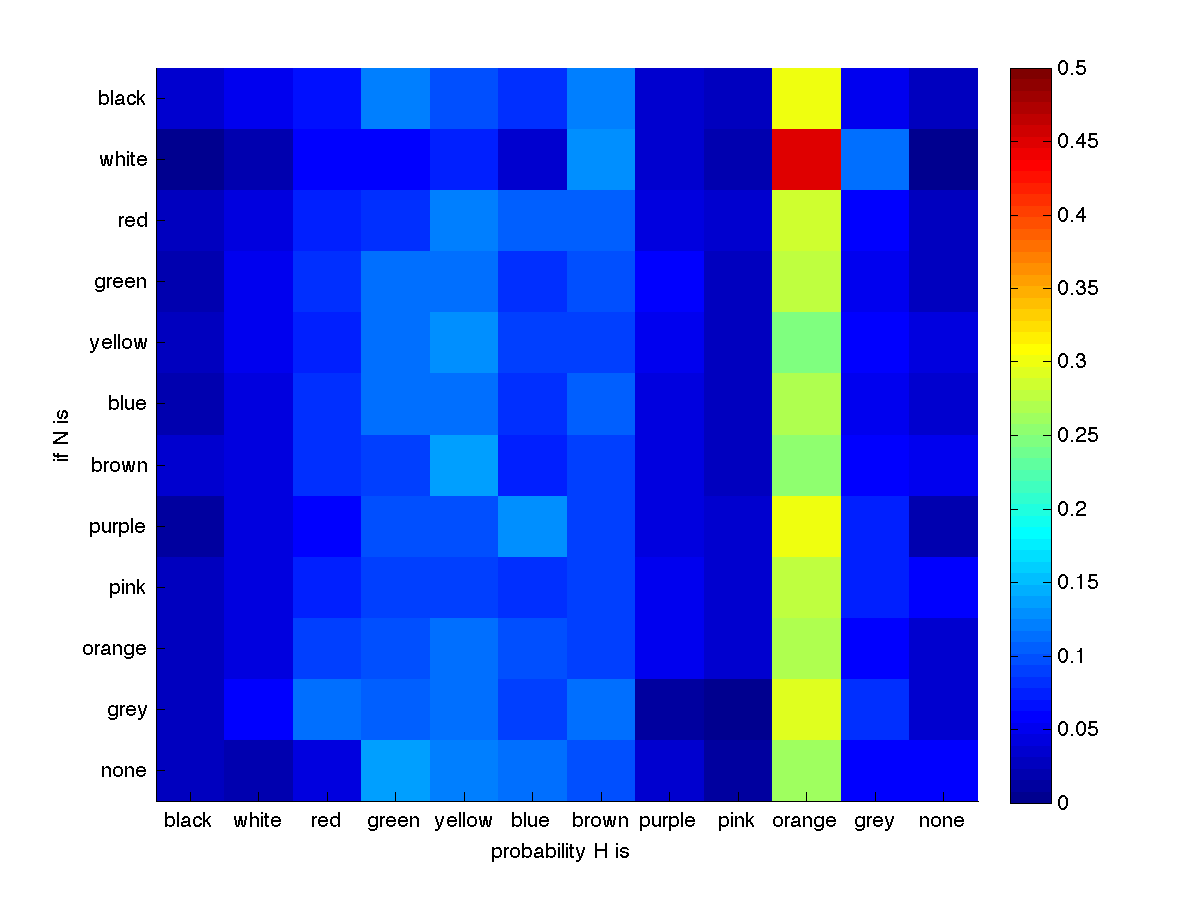 black
white
red
green
yellow
blue
brown
purple
pink
orange
grey
none
if N is
black white red green yellow blue brown purple pink orange grey none
probability H is
0.5
0.45
0.4
0.35
0.3
0.25
0.2
0.15
0.1
0.05
0